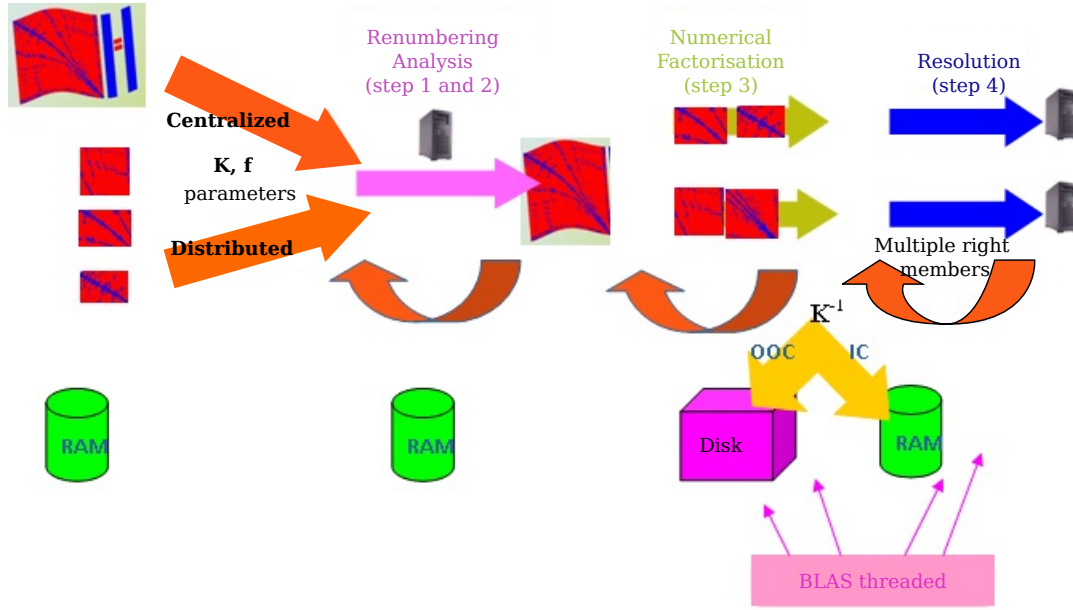 Renumbering
Analysis
(step 1 and 2)
Numerical
Factorisation
(step 3)
Resolution
(step 4)
Centralized
K, f
parameters
Distributed
Multiple right
members
K-1
OOC
IC
RAM
RAM
Disk
RAM
BLAS threaded